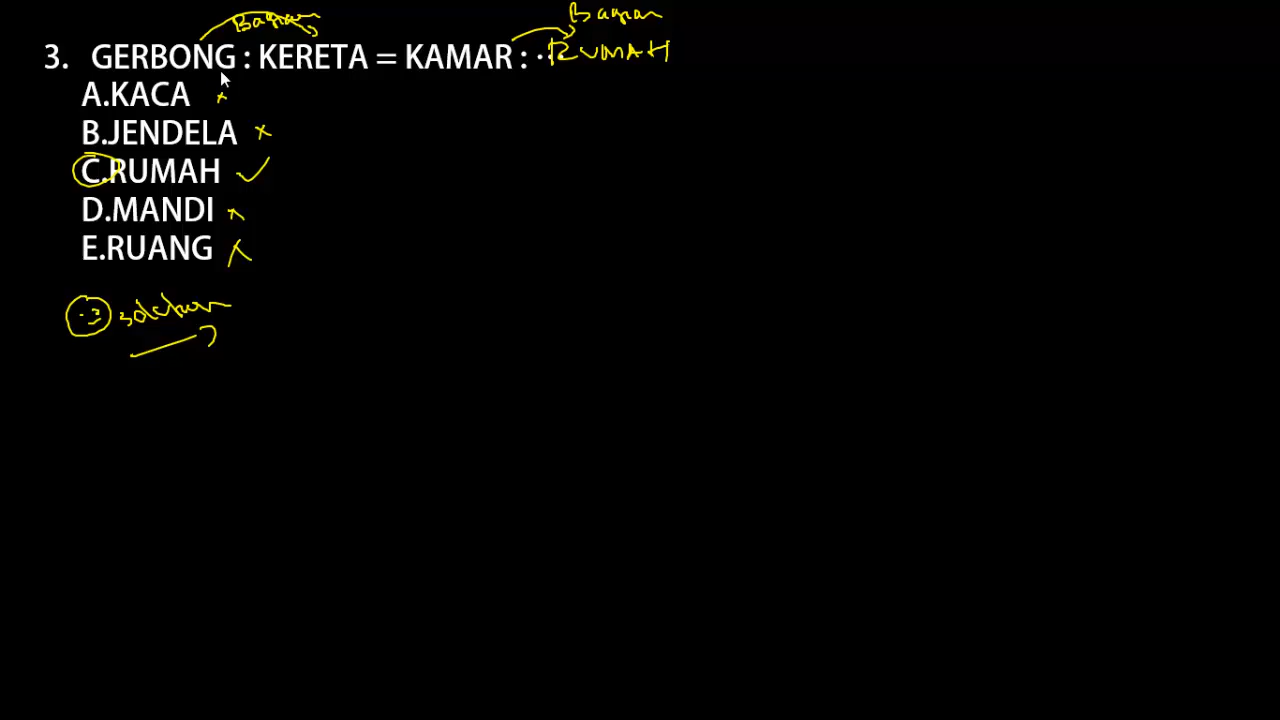 Bagian Bagian
3. GERBONG : KERETA = KAMAR : .. RUMAH
A.KACA ×
B.JENDELA ×
C.RUMAH ✓
D.MANDI ×
E.RUANG ×